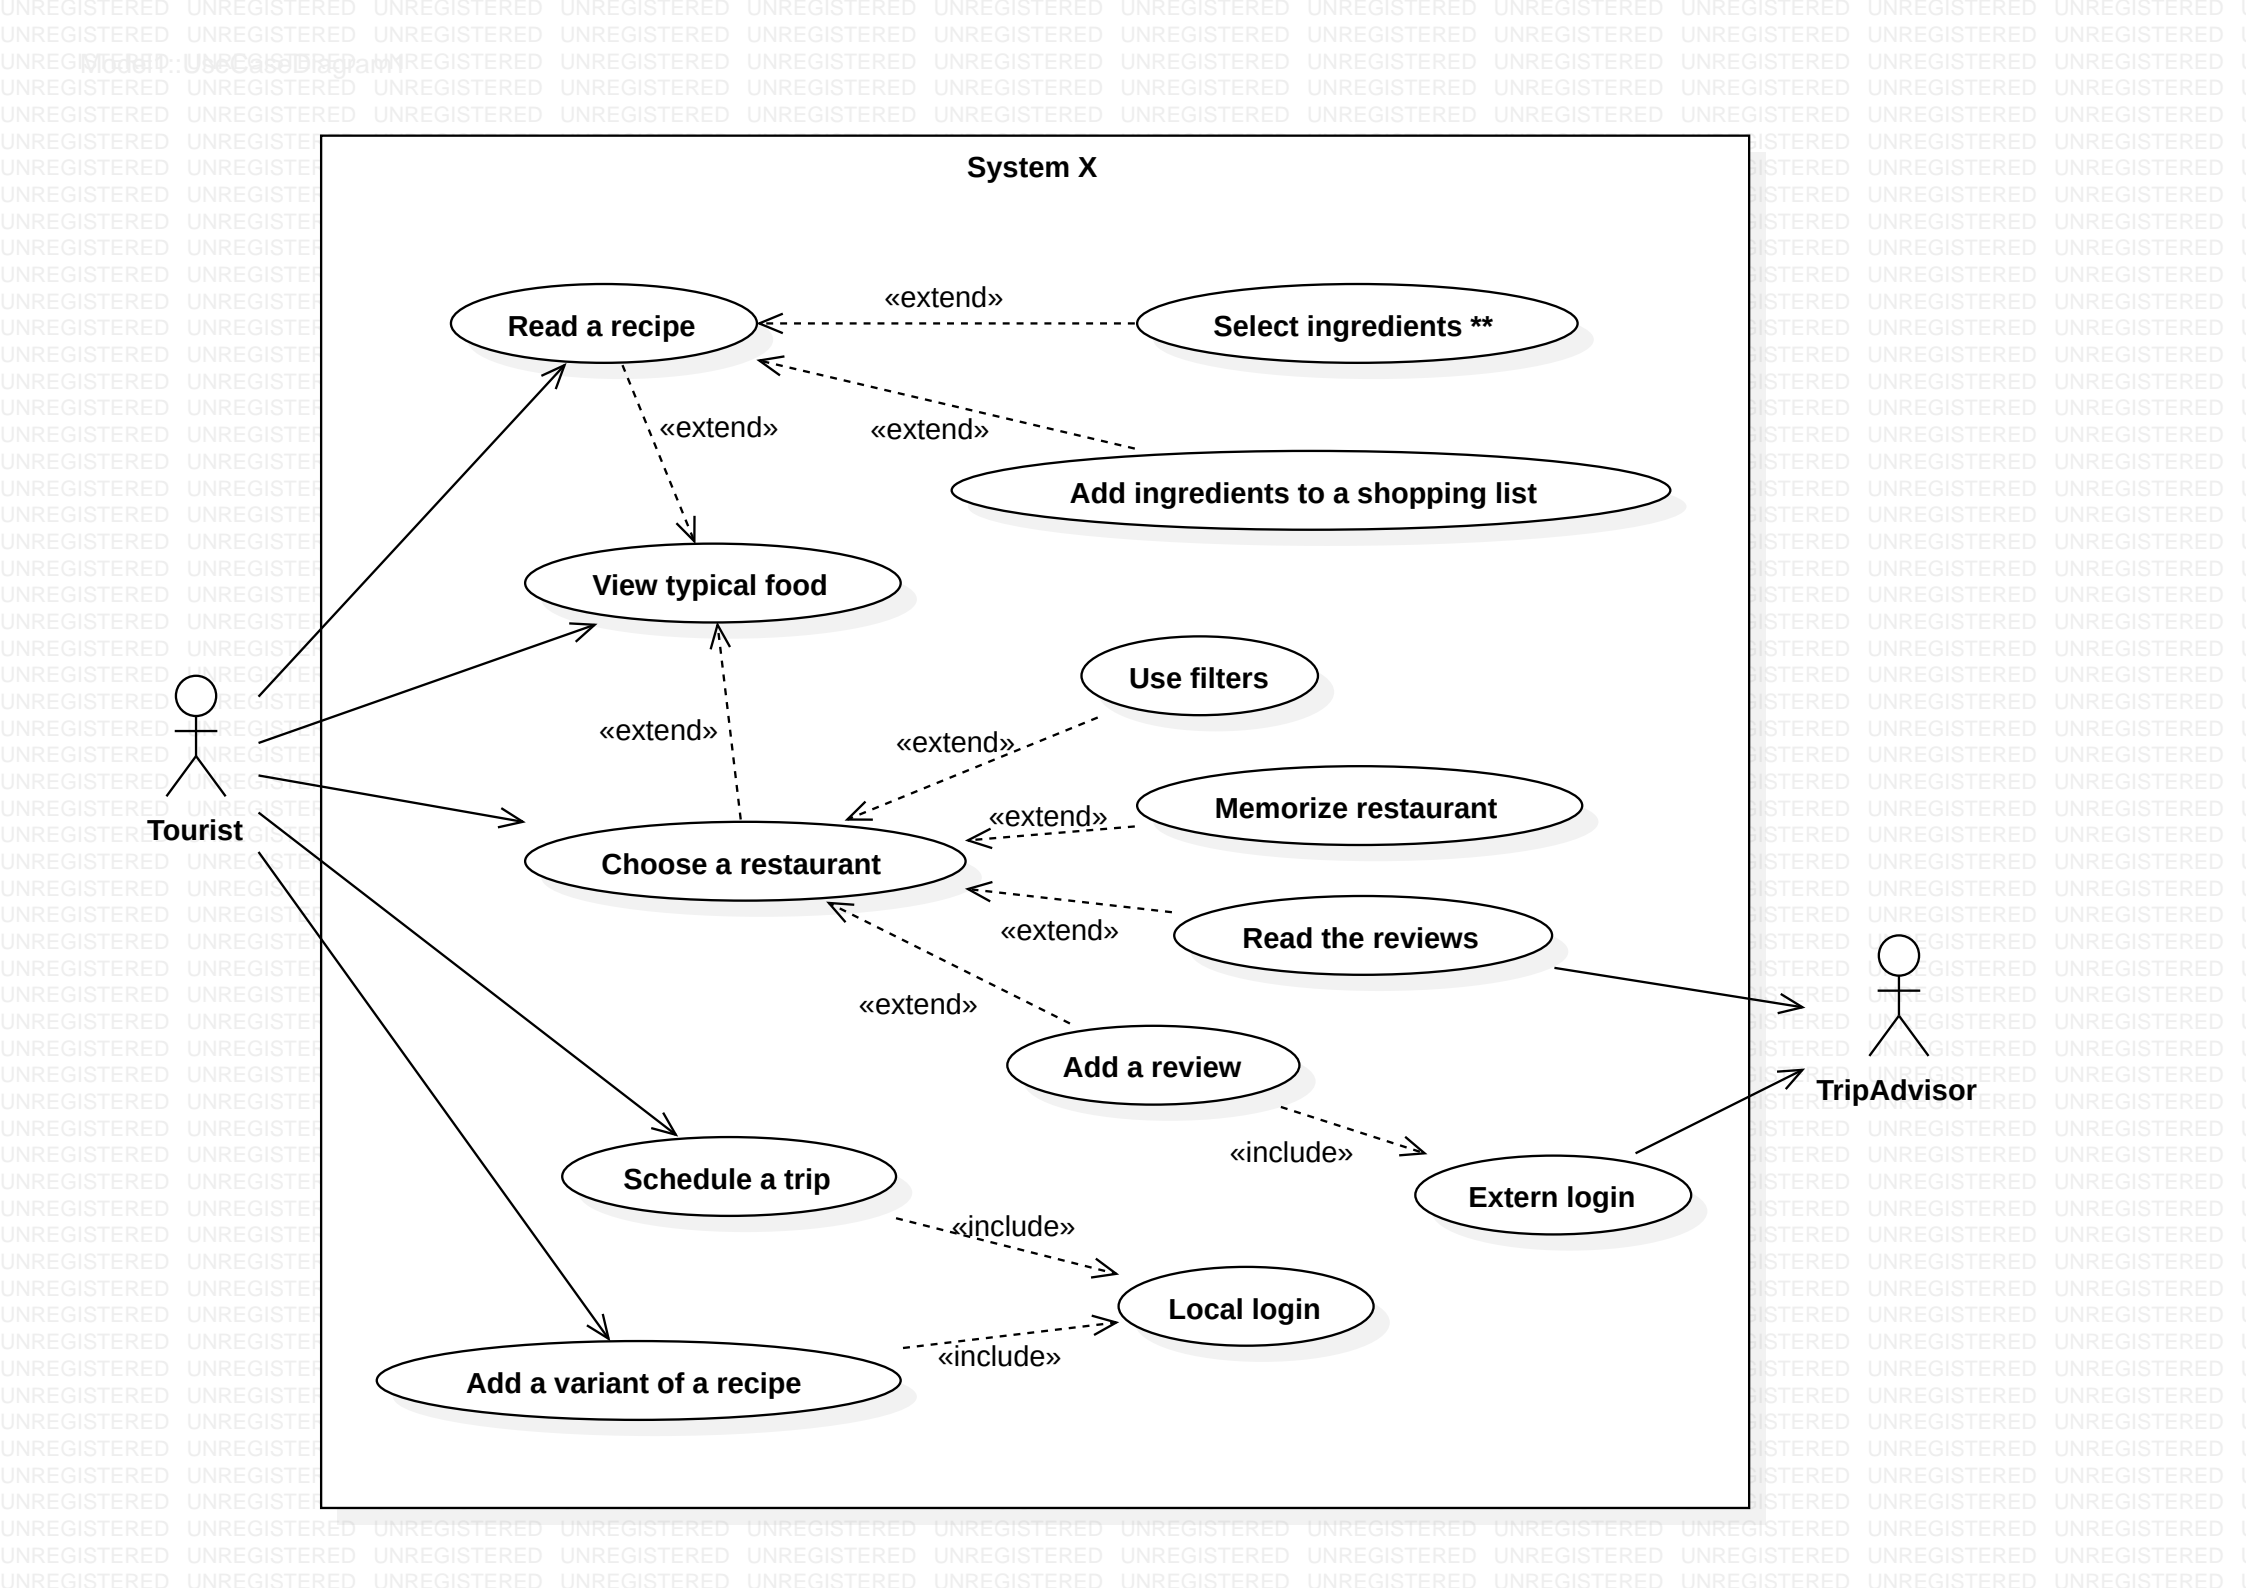 Model1::UseCaseDiagram1
System X
Read a recipe
«extend»
Select ingredients **
«extend»
«extend»
Add ingredients to a shopping list
View typical food
Use filters
«extend»
«extend»
Memorize restaurant
«extend»
Tourist
Choose a restaurant
«extend»
Read the reviews
«extend»
Add a review
TripAdvisor
«include»
Schedule a trip
Extern login
«include»
Local login
«include»
Add a variant of a recipe
UNREGISTERED